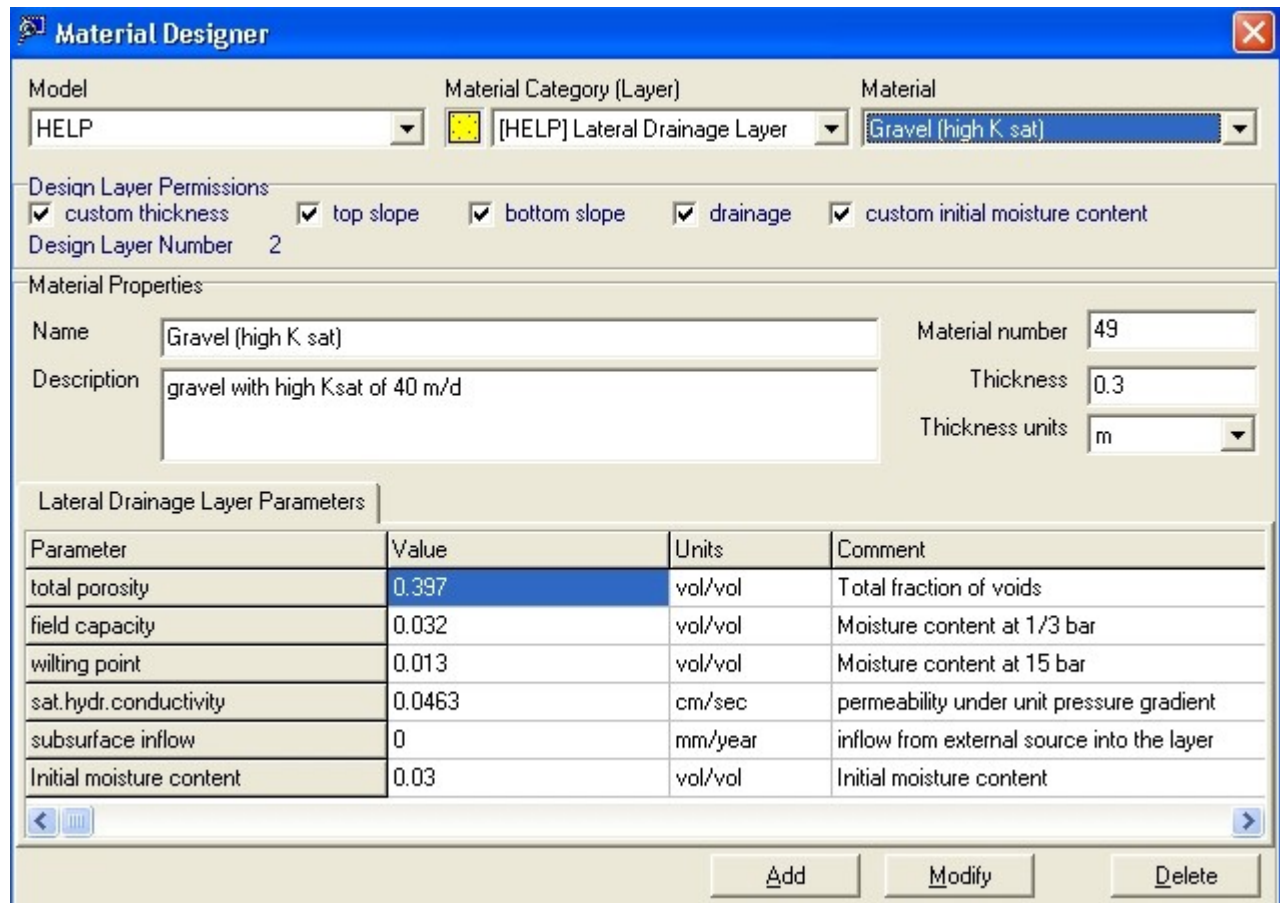 Material Designer
Model Material Category (Layer) Material
HELP [HELP] Lateral Drainage Layer Gravel (high K sat)
Design Layer Permissions
custom thickness top slope bottom slope drainage custom initial moisture content
Design Layer Number 2
Material Properties
Name Gravel (high K sat) Material number 49
Description gravel with high Ksat of 40 m/d Thickness 0.3
Thickness units m
Lateral Drainage Layer Parameters
Parameter Value Units Comment
total porosity 0.397 vol/vol Total fraction of voids
field capacity 0.032 vol/vol Moisture content at 1/3 bar
wilting point 0.013 vol/vol Moisture content at 15 bar
sat.hydr.conductivity 0.0463 cm/sec permeability under unit pressure gradient
subsurface inflow 0 mm/year inflow from external source into the layer
Initial moisture content 0.03 vol/vol Initial moisture content
Add Modify Delete